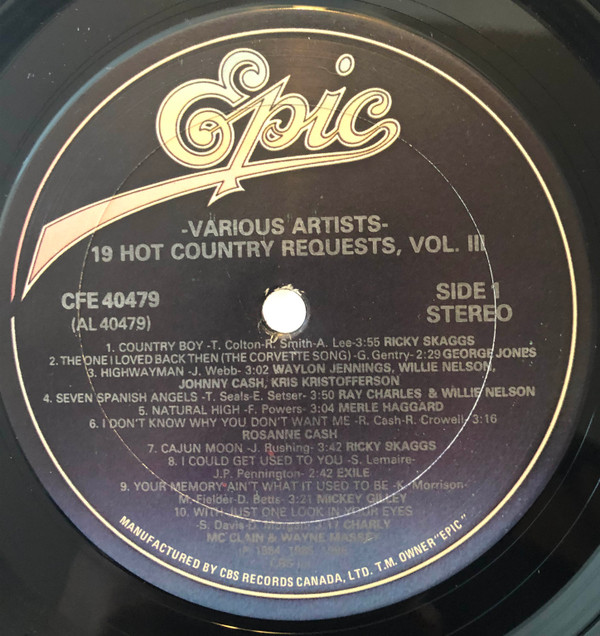 Epic
-VARIOUS ARTISTS-
19 HOT COUNTRY REQUESTS, VOL. III
CFE 40479
(AL 40479)
SIDE 1
STEREO
1. COUNTRY BOY -T. Colton-R. Smith-A. Lee-3:55 RICKY SKAGGS
2. THE ONE I LOVED BACK THEN (THE CORVETTE SONG) -G. Gentry- 2:29 GEORGE JONES
3. HIGHWAYMAN -J. Webb- 3:02 WAYLON JENNINGS, WILLIE NELSON,
JOHNNY CASH, KRIS KRISTOFFERSON
4. SEVEN SPANISH ANGELS -T. Seals-E. Setser- 3:50 RAY CHARLES & WILLIE NELSON
5. NATURAL HIGH -F. Powers- 3:04 MERLE HAGGARD
6. I DON'T KNOW WHY YOU DON'T WANT ME -R. Cash-R. Crowell- 3:16
ROSANNE CASH
7. CAJUN MOON -J. Rushing- 3:42 RICKY SKAGGS
8. I COULD GET USED TO YOU -S. Lemaire-
J.P. Pennington- 2:42 EXILE
9. YOUR MEMORY AIN'T WHAT IT USED TO BE -K. Morrison-
M. Fielder-D. Betts- 3:21 MICKEY GILLEY
10. WITH JUST ONE LOOK IN YOUR EYES
-S. Davis-D. CHARLY
MC CLAIN & WAYNE MASSEY
MANUFACTURED BY CBS RECORDS CANADA, LTD. T.M. OWNER "EPIC"